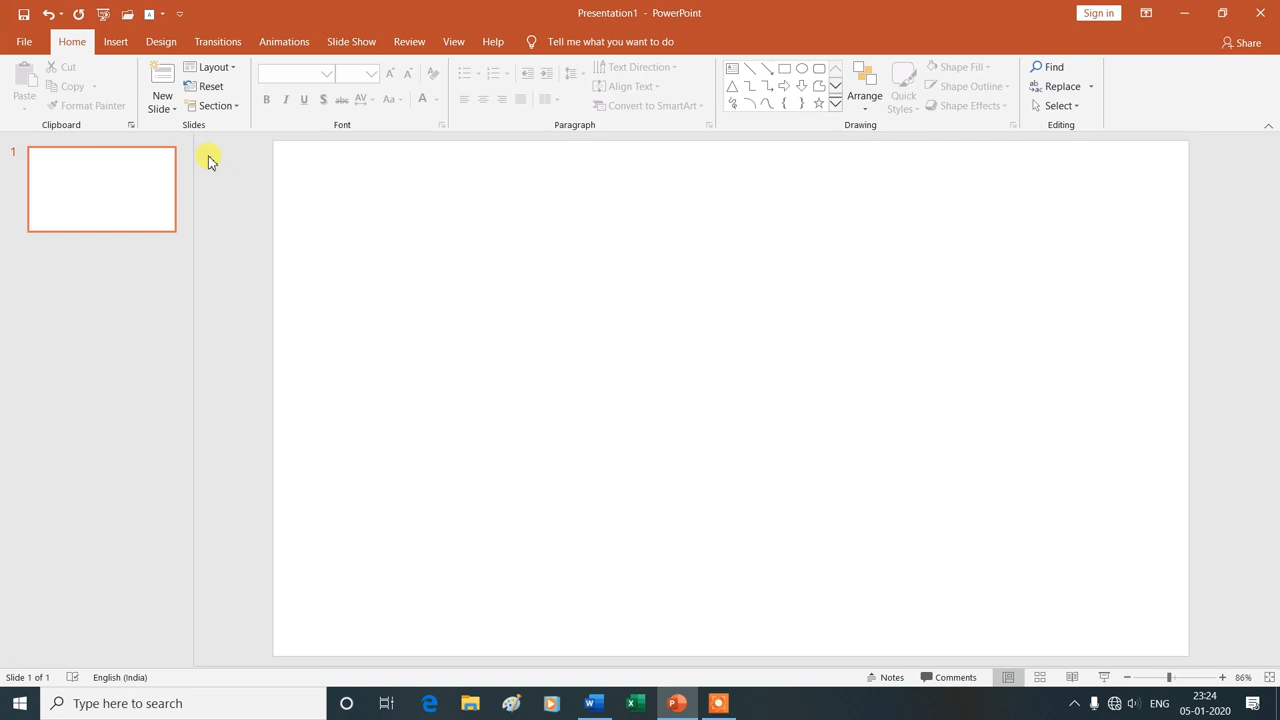 Presentation1 - PowerPoint
Sign in
File Home Insert Design Transitions Animations Slide Show Review View Help Tell me what you want to do
Share
Paste
Cut
Copy
Format Painter
Clipboard
New
Slide
Layout
Reset
Section
Slides
B I U S abc AV Aa A
Font
Text Direction
Align Text
Convert to SmartArt
Paragraph
Arrange
Quick
Styles
Shape Fill
Shape Outline
Shape Effects
Drawing
Find
Replace
Select
Editing
1
Slide 1 of 1 English (India) Notes Comments 86%
Type here to search
ENG
23:24
05-01-2020